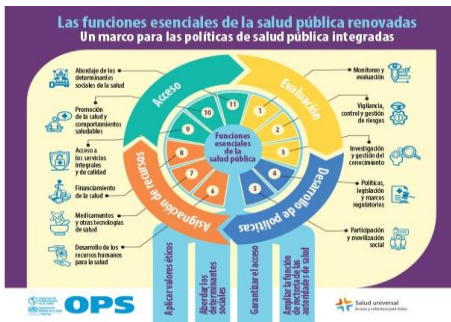 Las funciones esenciales de la salud pública renovadas
Un marco para las políticas de salud pública integradas
Abordaje de los
determinantes
sociales de la salud
Promoción
de la salud y
comportamientos
saludables
Acceso a
los servicios
integrales
y de calidad
Financiamiento
de la salud
Medicamentos
y otras tecnologías
de salud
Desarrollo de los
recursos humanos
para la salud
Acceso
Evaluación
Asignación de recursos
Desarrollo de políticas
11
1
10
2
9
3
8
4
7
5
6
Funciones
esenciales
de la
salud pública
Monitoreo y
evaluación
Vigilancia,
control y gestión
de riesgos
Investigación
y gestión del
conocimiento
Políticas,
legislación
y marcos
regulatorios
Participación
y movilización
social
Aplicar valores éticos
Abordar los
determinantes
sociales
Garantizar el acceso
Ampliar la función
de rectoría de las
autoridades de salud
OPS
Salud universal